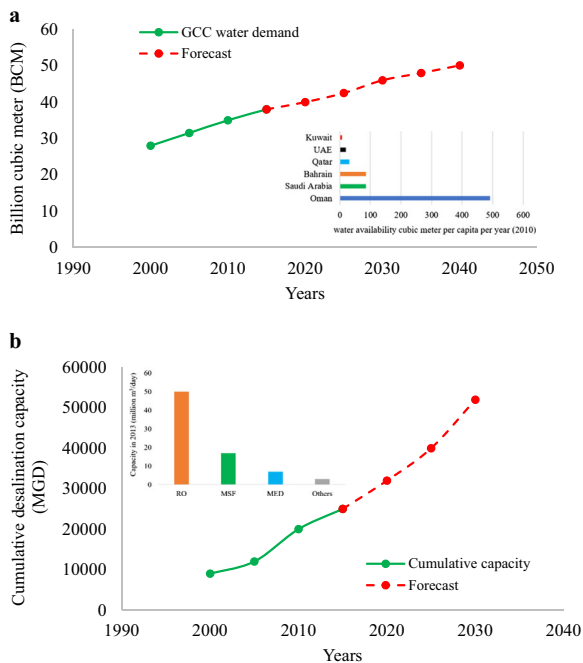 a
60
50
40
30
20
10
0
Billion cubic meter (BCM)
GCC water demand
Forecast
Kuwait
UAE
Qatar
Bahrain
Saudi Arabia
Oman
0 100 200 300 400 500 600
water availability cubic meter per capita per year (2010)
1990 2000 2010 2020 2030 2040 2050
Years
b
60000
50000
40000
30000
20000
10000
0
Cumulative desalination capacity
(MGD)
60
50
40
30
20
10
0
Capacity in 2013 (million m³/day)
RO MSF MED Others
Cumulative capacity
Forecast
1990 2000 2010 2020 2030 2040
Years